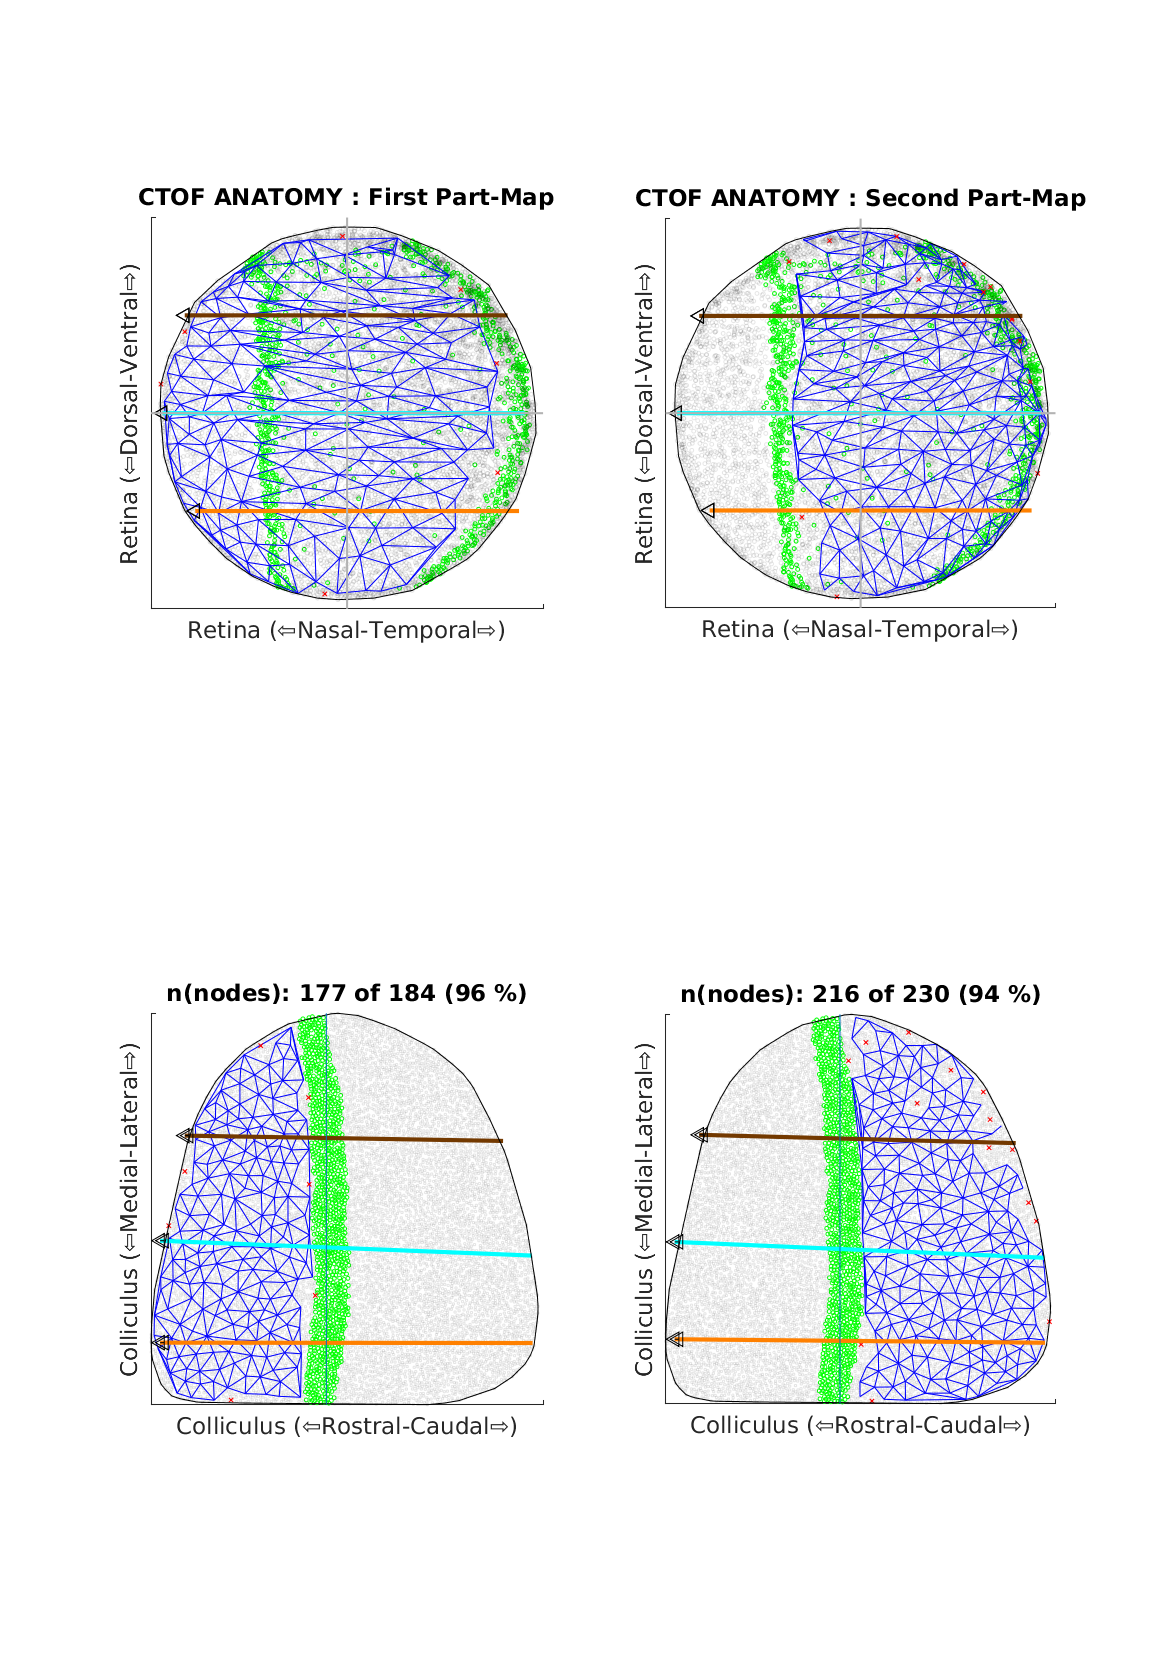 CTOF ANATOMY : First Part-Map
Retina (⇦Dorsal-Ventral⇨)
Retina (⇦Nasal-Temporal⇨)
CTOF ANATOMY : Second Part-Map
Retina (⇦Dorsal-Ventral⇨)
Retina (⇦Nasal-Temporal⇨)
n(nodes): 177 of 184 (96 %)
Colliculus (⇦Medial-Lateral⇨)
Colliculus (⇦Rostral-Caudal⇨)
n(nodes): 216 of 230 (94 %)
Colliculus (⇦Medial-Lateral⇨)
Colliculus (⇦Rostral-Caudal⇨)